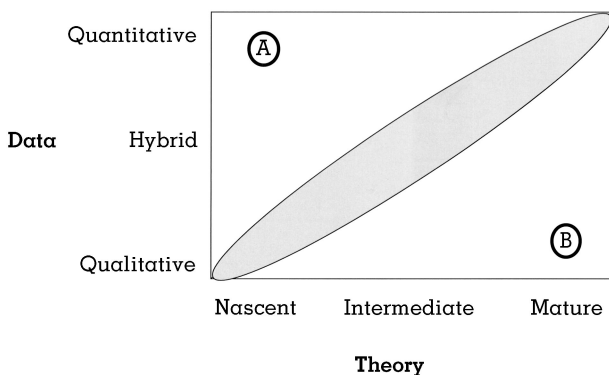 Quantitative
A
Data
Hybrid
B
Qualitative
Nascent Intermediate Mature
Theory